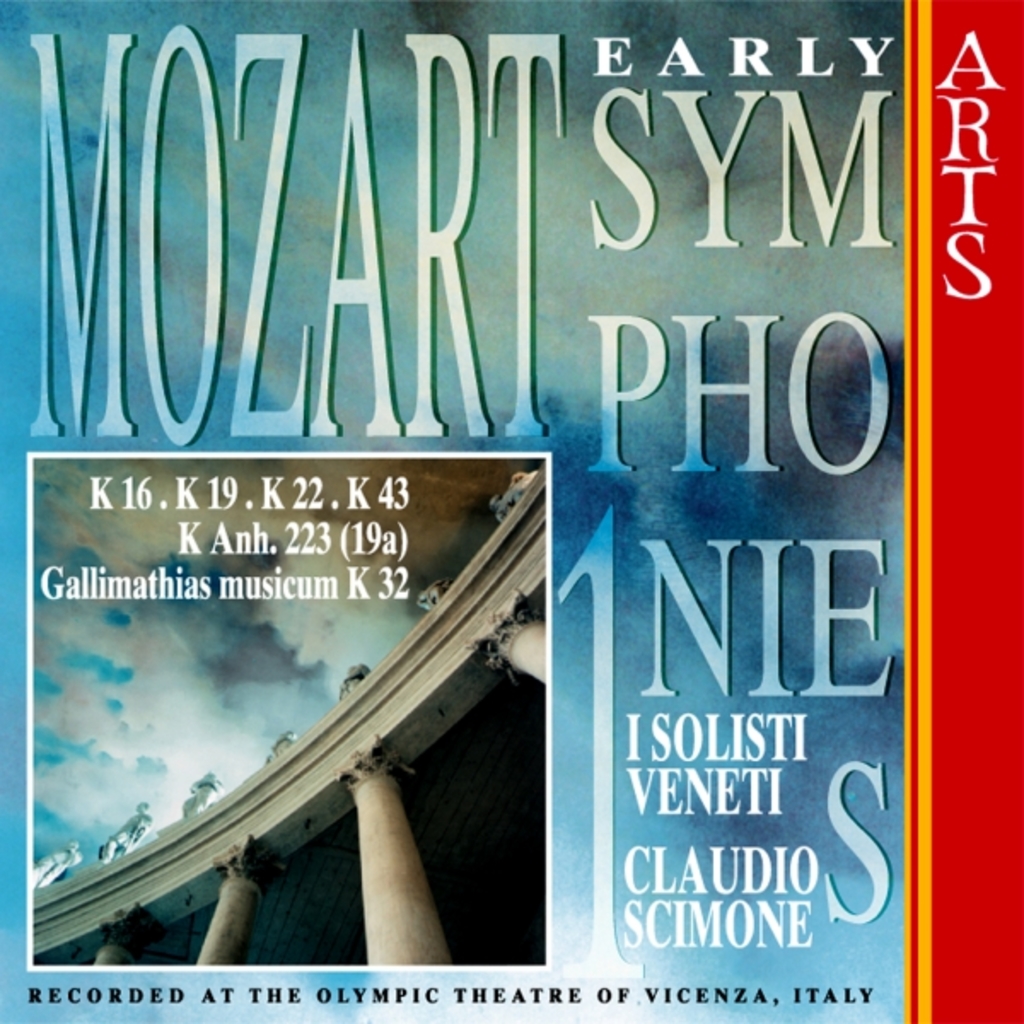 MOZART
EARLY
SYM
PHO
NIE
S
1
K 16 . K 19 . K 22 . K 43
K Anh. 223 (19a)
Gallimathias musicum K 32
I SOLISTI
VENETI
CLAUDIO
SCIMONE
RECORDED AT THE OLYMPIC THEATRE OF VICENZA, ITALY
ARTS